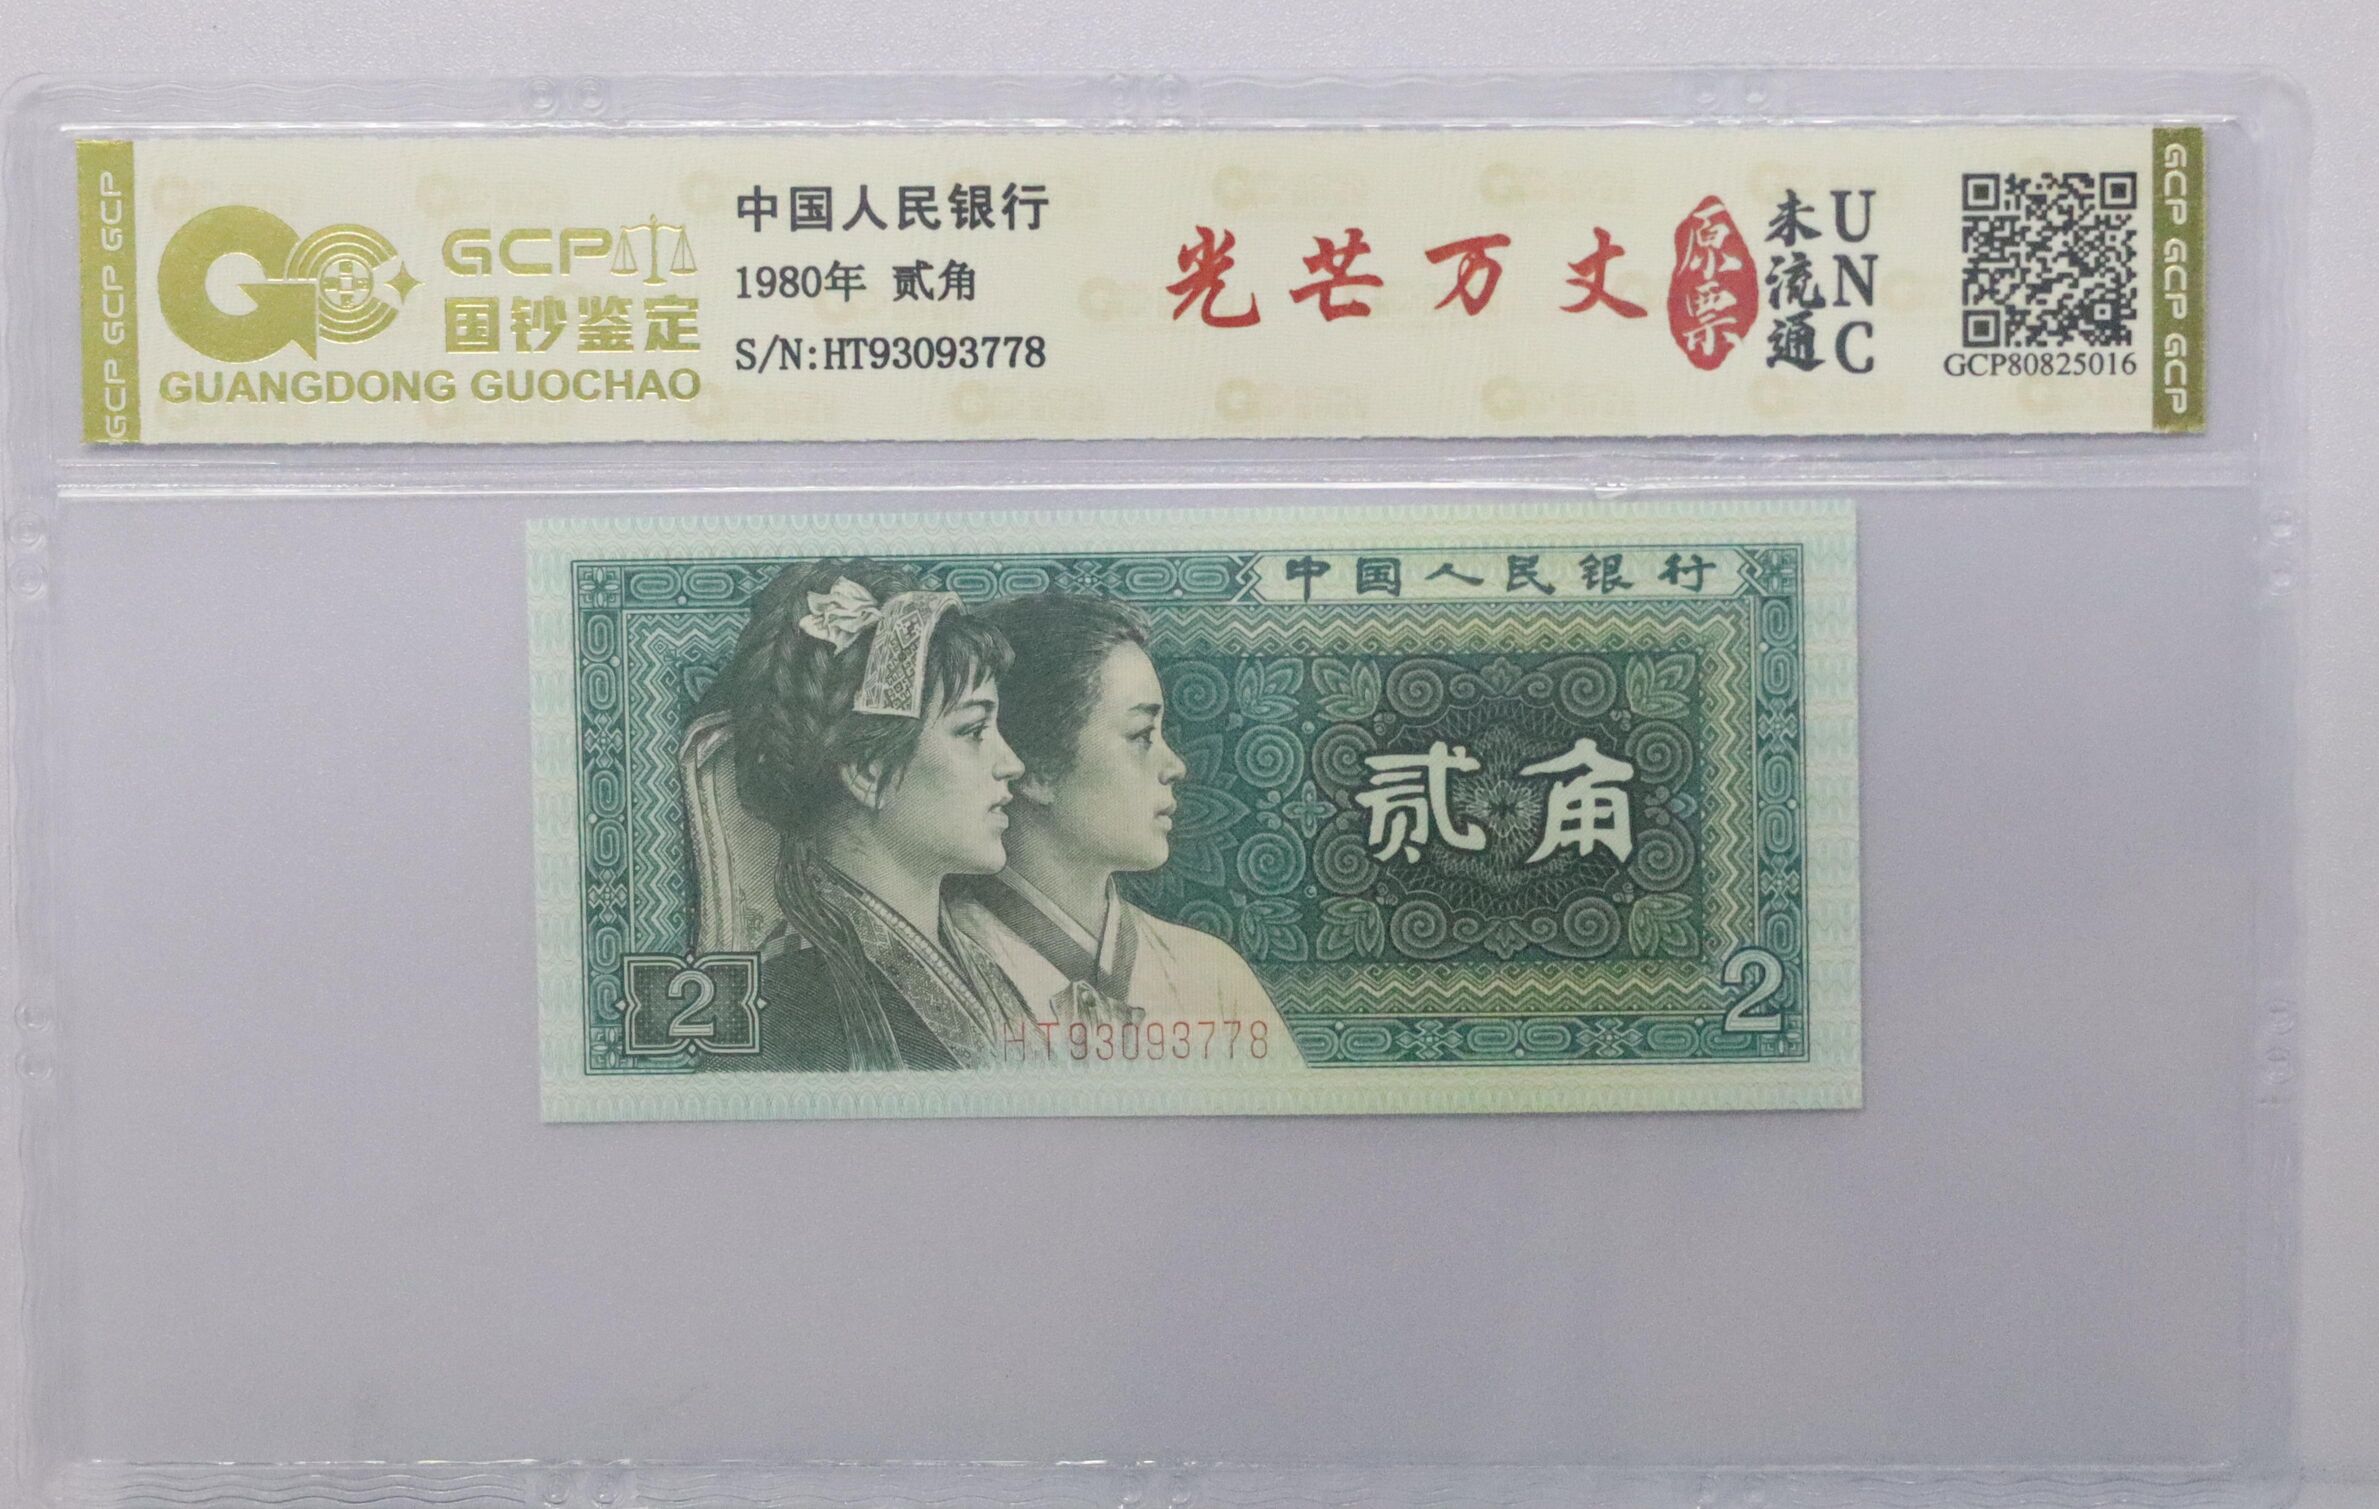 GCP GCP GCP
GCP
国钞鉴定
GUANGDONG GUOCHAO
中国人民银行
1980年 贰角
S/N:HT93093778
光芒万丈
原票
未流通
UNC
GCP80825016
GCP GCP GCP
中国人民银行
贰角
2
2
HT93093778